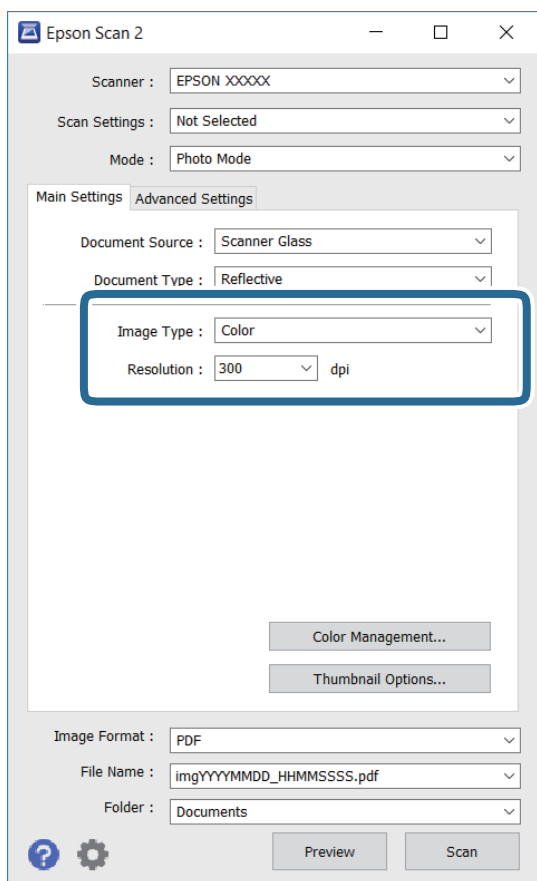 Epson Scan 2
Scanner : EPSON XXXXX
Scan Settings : Not Selected
Mode : Photo Mode
Main Settings Advanced Settings
Document Source : Scanner Glass
Document Type : Reflective
Image Type : Color
Resolution : 300 dpi
Color Management...
Thumbnail Options...
Image Format : PDF
File Name : imgYYYYMMDD_HHMMSSSS.pdf
Folder : Documents
? Preview Scan